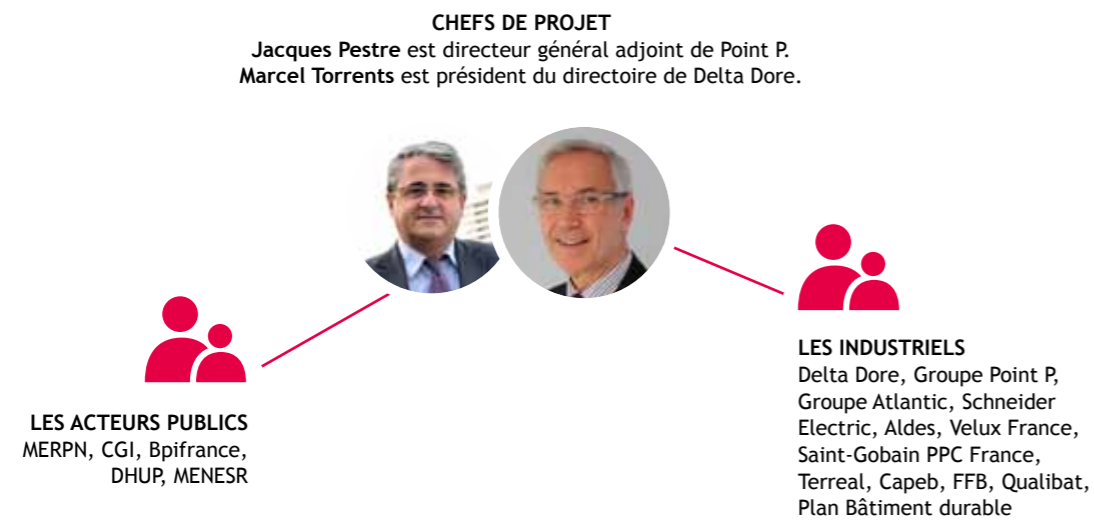 CHEFS DE PROJET
Jacques Pestre est directeur général adjoint de Point P.
Marcel Torrents est président du directoire de Delta Dore.
LES ACTEURS PUBLICS
MERPN, CGI, Bpifrance,
DHUP, MENESR
LES INDUSTRIELS
Delta Dore, Groupe Point P,
Groupe Atlantic, Schneider
Electric, Aldes, Velux France,
Saint-Gobain PPC France,
Terreal, Capeb, FFB, Qualibat,
Plan Bâtiment durable